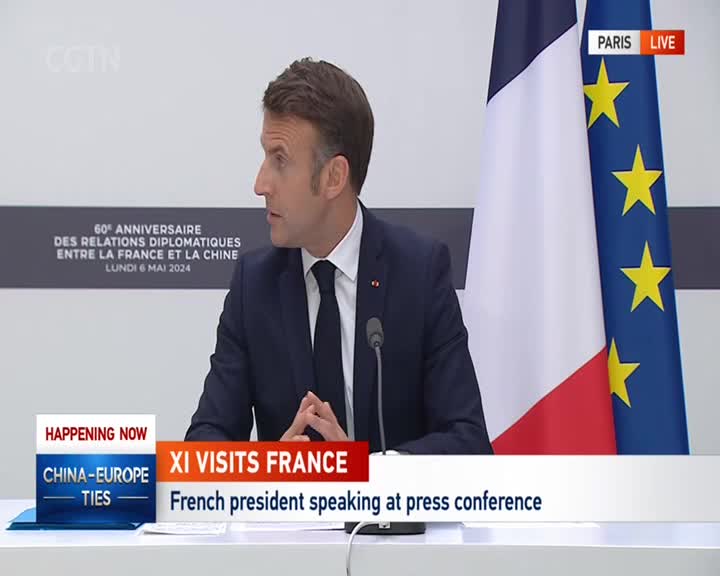 CGTN
PARIS LIVE
60E ANNIVERSAIRE
DES RELATIONS DIPLOMATIQUES
ENTRE LA FRANCE ET LA CHINE
LUNDI 6 MAI 2024
HAPPENING NOW
CHINA-EUROPE
TIES
XI VISITS FRANCE
French president speaking at press conference